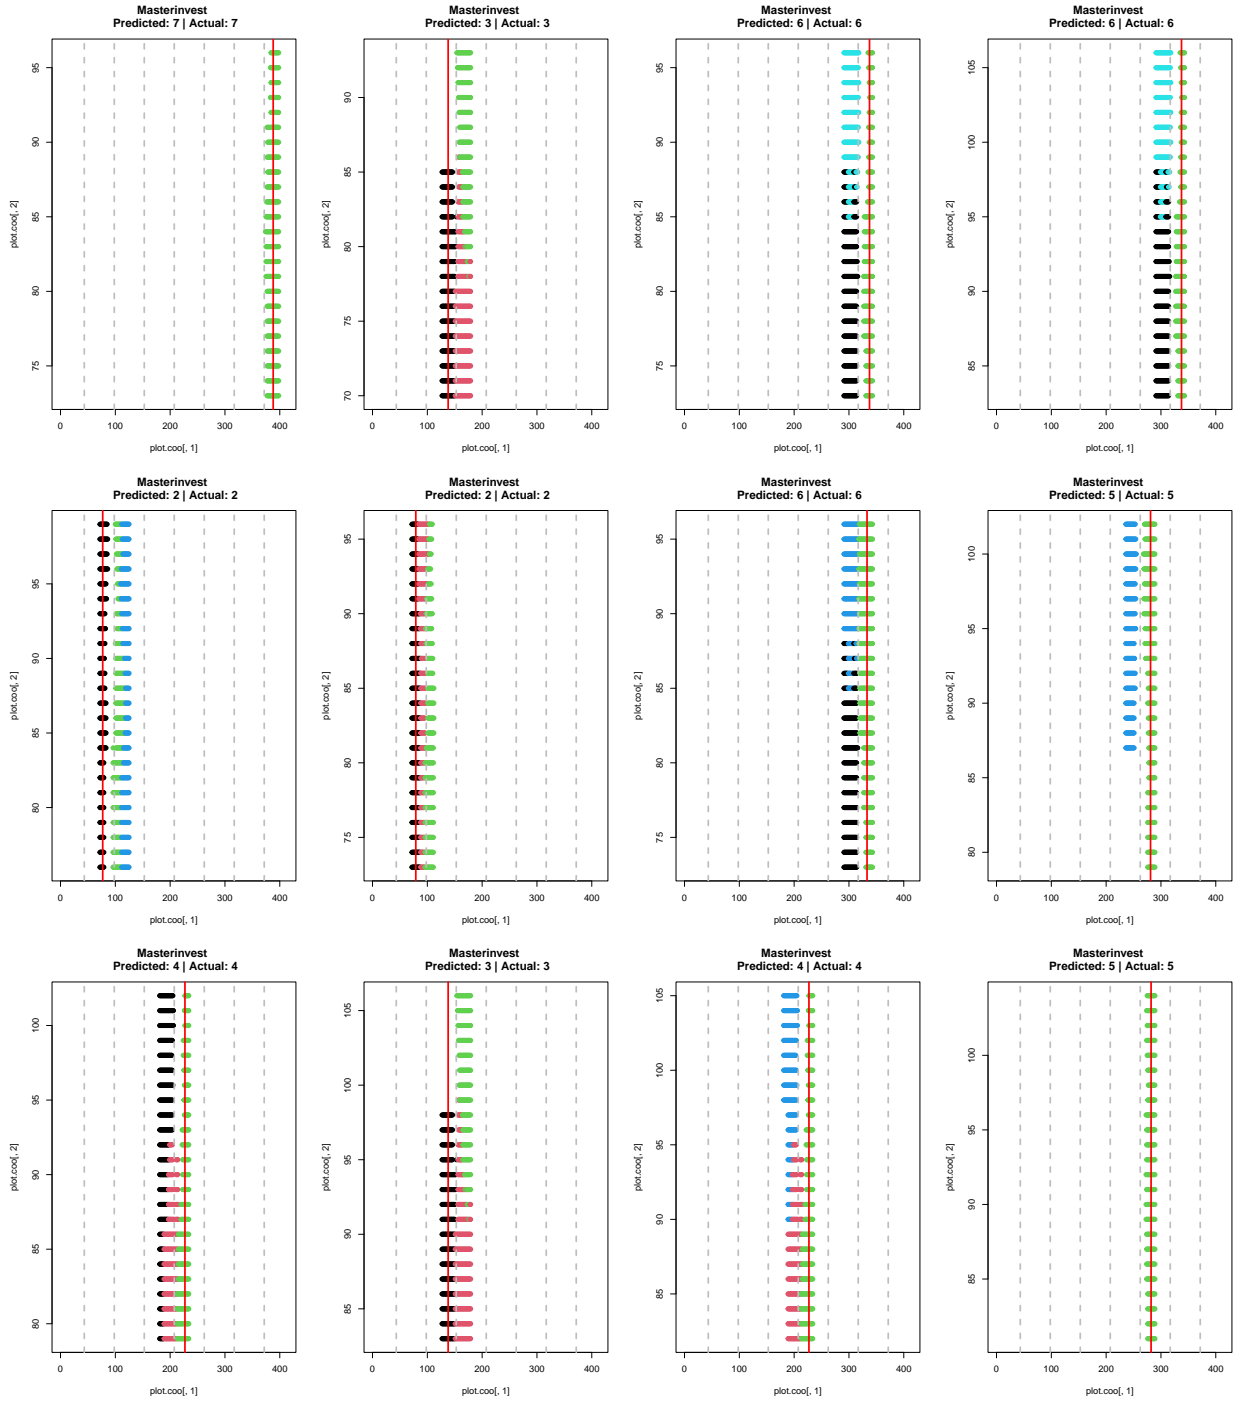 Masterinvest
Predicted: 7 | Actual: 7
75 80 85 90 95
plot.coo[, 2]
0 100 200 300 400
plot.coo[, 1]
Masterinvest
Predicted: 3 | Actual: 3
70 75 80 85 90
plot.coo[, 2]
0 100 200 300 400
plot.coo[, 1]
Masterinvest
Predicted: 6 | Actual: 6
75 80 85 90 95
plot.coo[, 2]
0 100 200 300 400
plot.coo[, 1]
Masterinvest
Predicted: 6 | Actual: 6
85 90 95 100 105
plot.coo[, 2]
0 100 200 300 400
plot.coo[, 1]
Masterinvest
Predicted: 2 | Actual: 2
80 85 90 95
plot.coo[, 2]
0 100 200 300 400
plot.coo[, 1]
Masterinvest
Predicted: 2 | Actual: 2
75 80 85 90 95
plot.coo[, 2]
0 100 200 300 400
plot.coo[, 1]
Masterinvest
Predicted: 6 | Actual: 6
75 80 85 90 95
plot.coo[, 2]
0 100 200 300 400
plot.coo[, 1]
Masterinvest
Predicted: 5 | Actual: 5
80 85 90 95 100
plot.coo[, 2]
0 100 200 300 400
plot.coo[, 1]
Masterinvest
Predicted: 4 | Actual: 4
80 85 90 95 100
plot.coo[, 2]
0 100 200 300 400
plot.coo[, 1]
Masterinvest
Predicted: 3 | Actual: 3
85 90 95 100 105
plot.coo[, 2]
0 100 200 300 400
plot.coo[, 1]
Masterinvest
Predicted: 4 | Actual: 4
85 90 95 100 105
plot.coo[, 2]
0 100 200 300 400
plot.coo[, 1]
Masterinvest
Predicted: 5 | Actual: 5
85 90 95 100
plot.coo[, 2]
0 100 200 300 400
plot.coo[, 1]